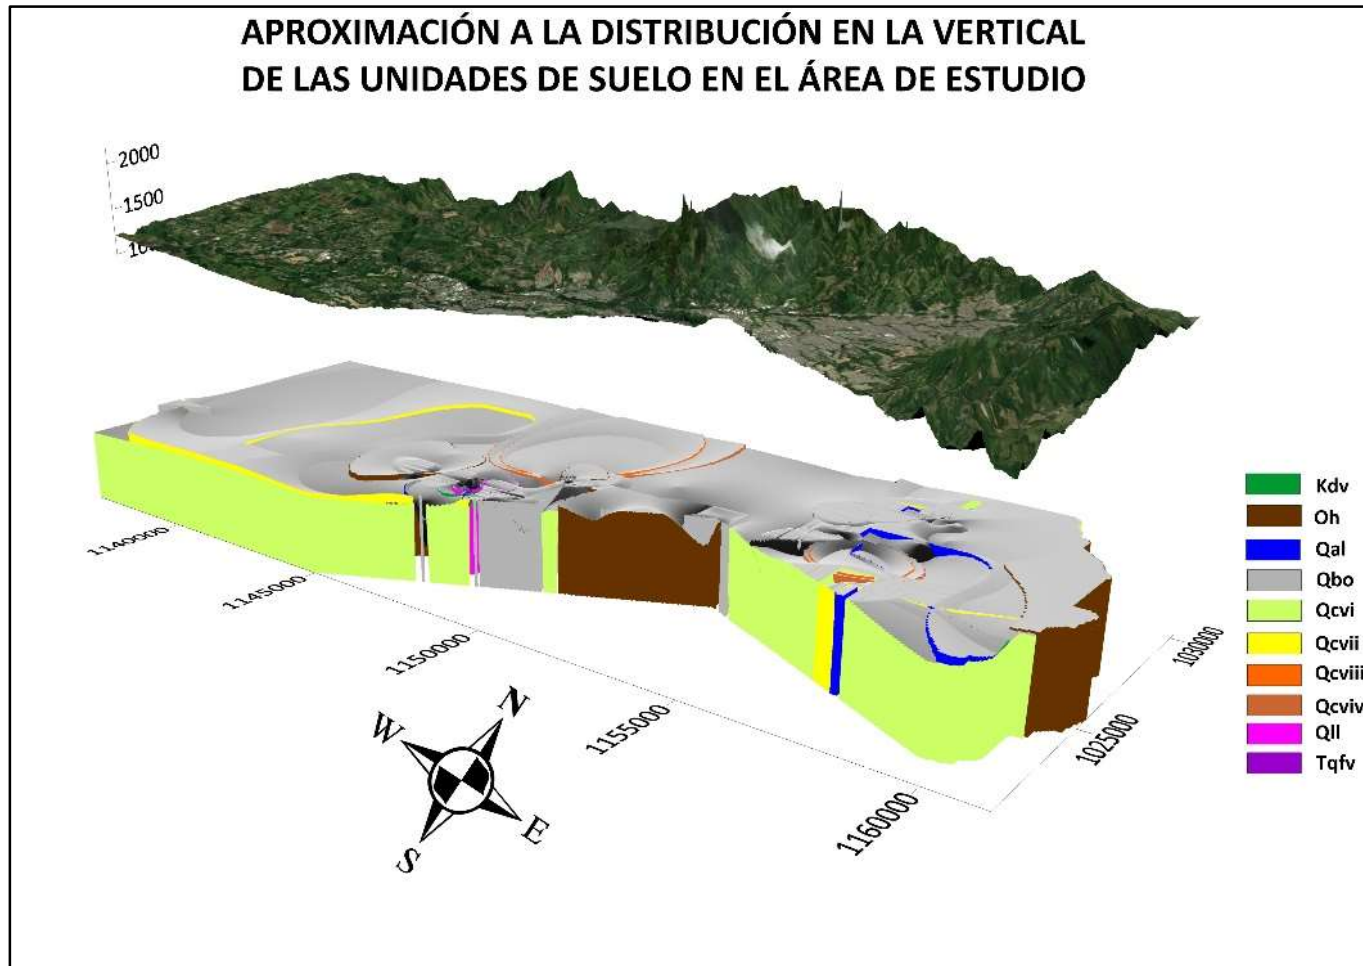 APROXIMACIÓN A LA DISTRIBUCIÓN EN LA VERTICAL
DE LAS UNIDADES DE SUELO EN EL ÁREA DE ESTUDIO
2000
1500
1140000
1145000
1150000
1155000
1160000
1025000
1030000
N
W
E
S
Kdv
Oh
Qal
Qbo
Qcvi
Qcvii
Qcviii
Qcviv
Qll
Tqfv